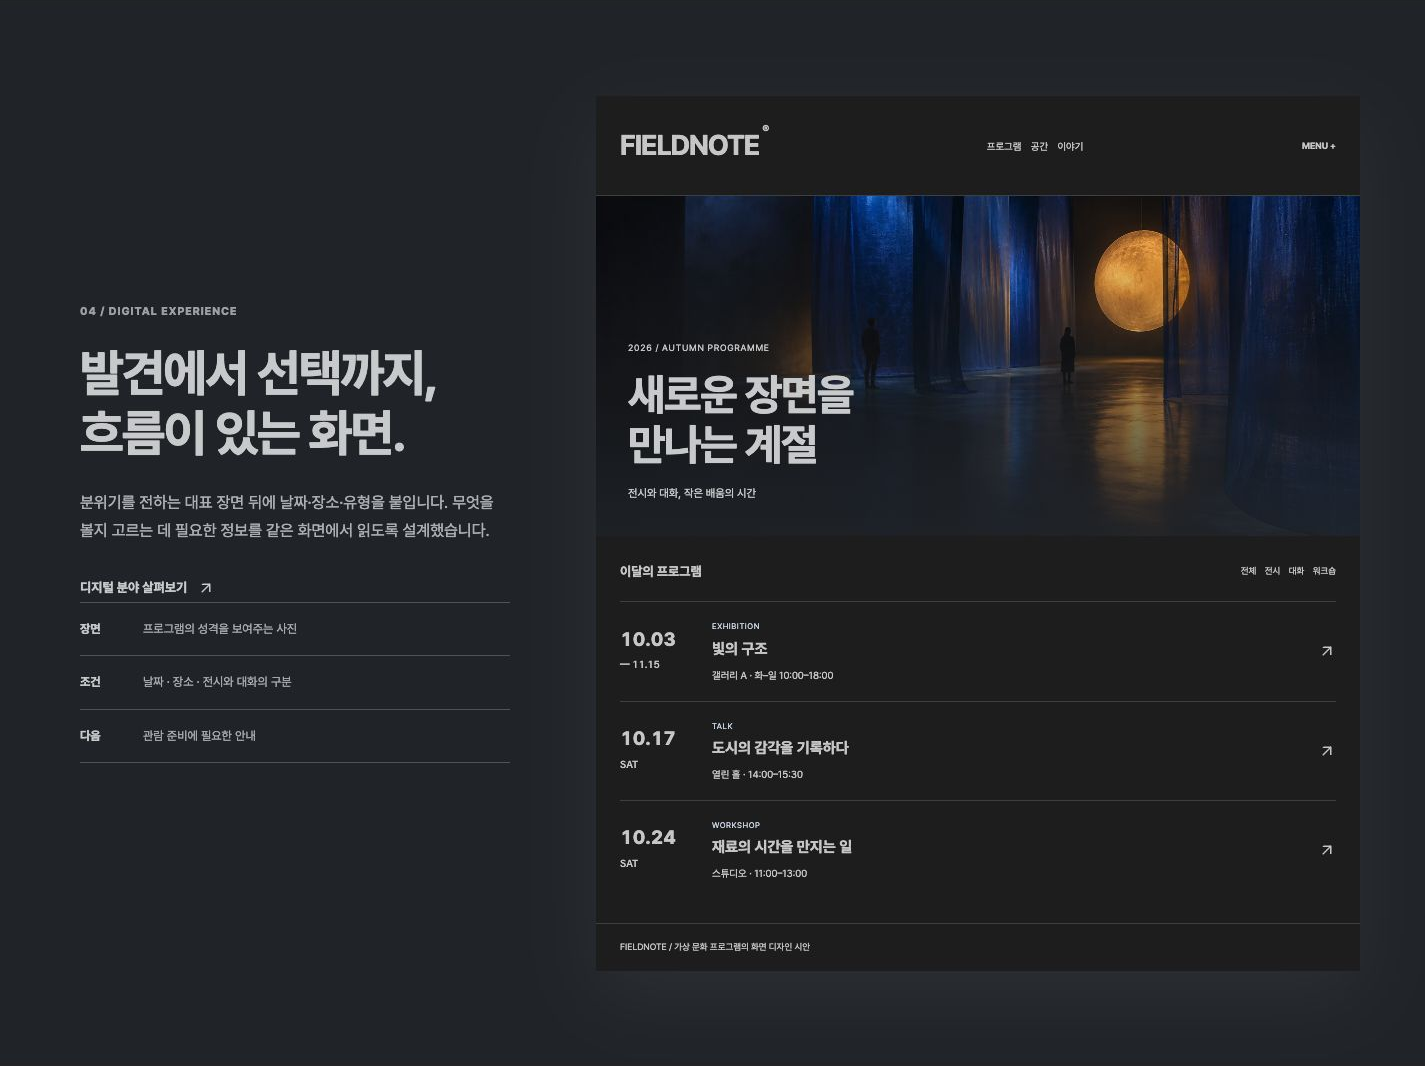 04 / DIGITAL EXPERIENCE
발견에서 선택까지,
흐름이 있는 화면.
분위기를 전하는 대표 장면 뒤에 날짜·장소·유형을 붙입니다. 무엇을
볼지 고르는 데 필요한 정보를 같은 화면에서 읽도록 설계했습니다.
디지털 분야 살펴보기 ↗
장면 프로그램의 성격을 보여주는 사진
조건 날짜 · 장소 · 전시와 대화의 구분
다음 관람 준비에 필요한 안내
FIELDNOTE®
프로그램 공간 이야기
MENU +
2026 / AUTUMN PROGRAMME
새로운 장면을
만나는 계절
전시와 대화, 작은 배움의 시간
이달의 프로그램
전체 전시 대화 워크숍
10.03
— 11.15
EXHIBITION
빛의 구조
갤러리 A · 화–일 10:00–18:00
↗
10.17
SAT
TALK
도시의 감각을 기록하다
열린 홀 · 14:00–15:30
↗
10.24
SAT
WORKSHOP
재료의 시간을 만지는 일
스튜디오 · 11:00–13:00
↗
FIELDNOTE / 가상 문화 프로그램의 화면 디자인 시안